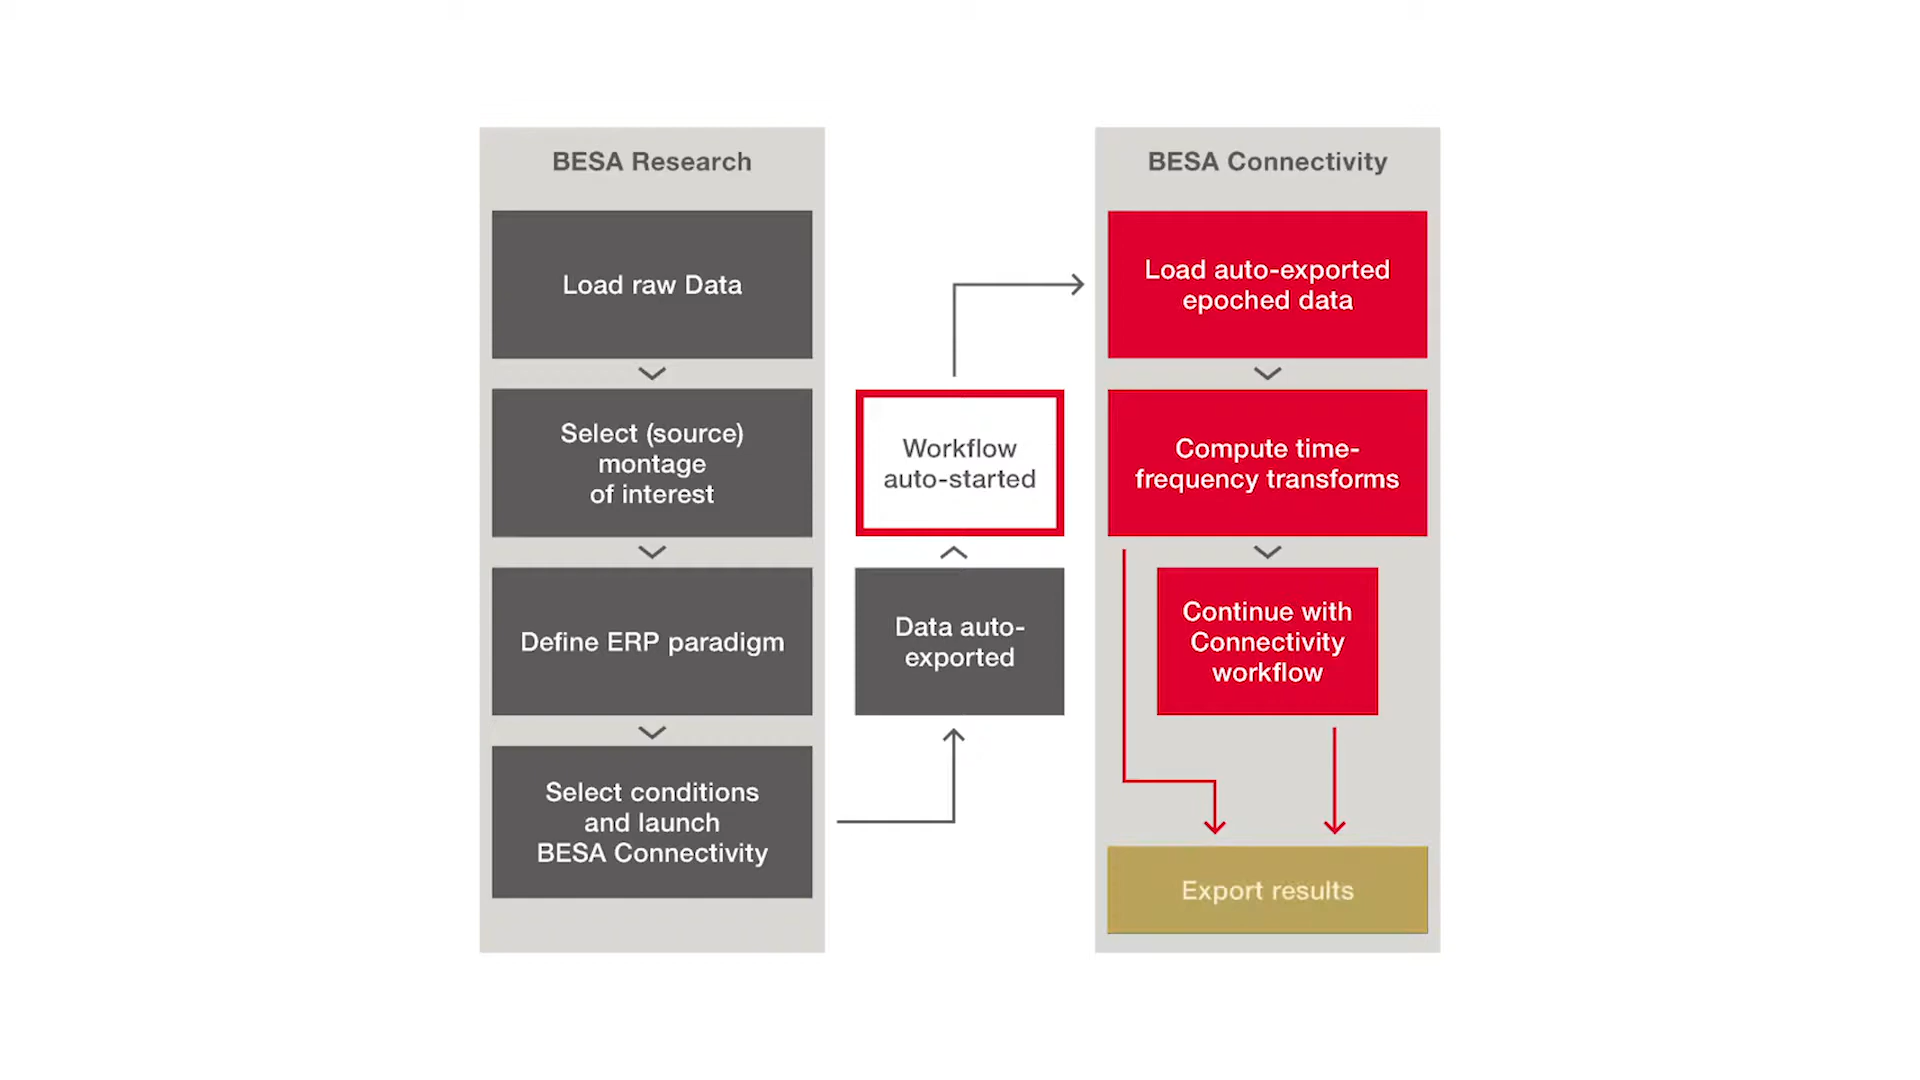 BESA Research
Load raw Data
Select (source)
montage
of interest
Define ERP paradigm
Select conditions
and launch
BESA Connectivity
Data auto-
exported
Workflow
auto-started
BESA Connectivity
Load auto-exported
epoched data
Compute time-
frequency transforms
Continue with
Connectivity
workflow
Export results